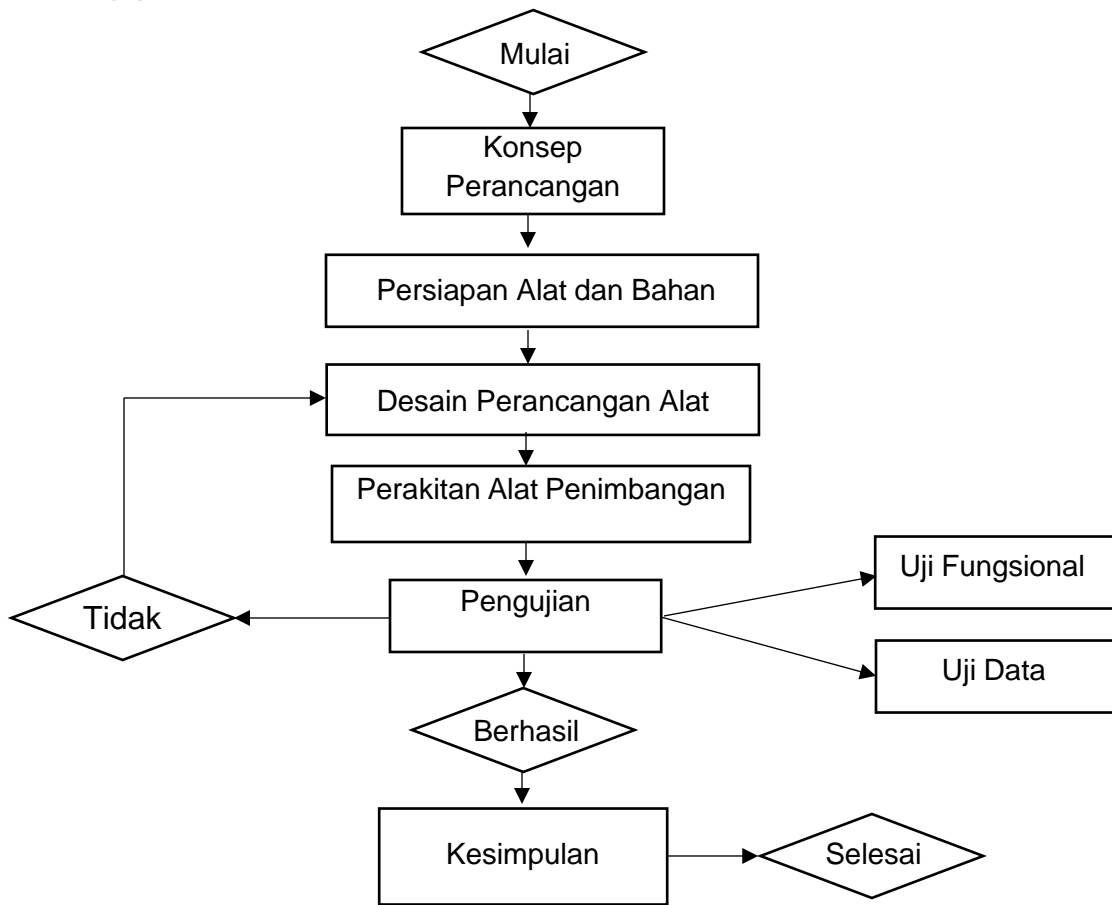 Mulai
Konsep
Perancangan
Persiapan Alat dan Bahan
Desain Perancangan Alat
Perakitan Alat Penimbangan
Uji Fungsional
Pengujian
Tidak
Uji Data
Berhasil
Kesimpulan
Selesai